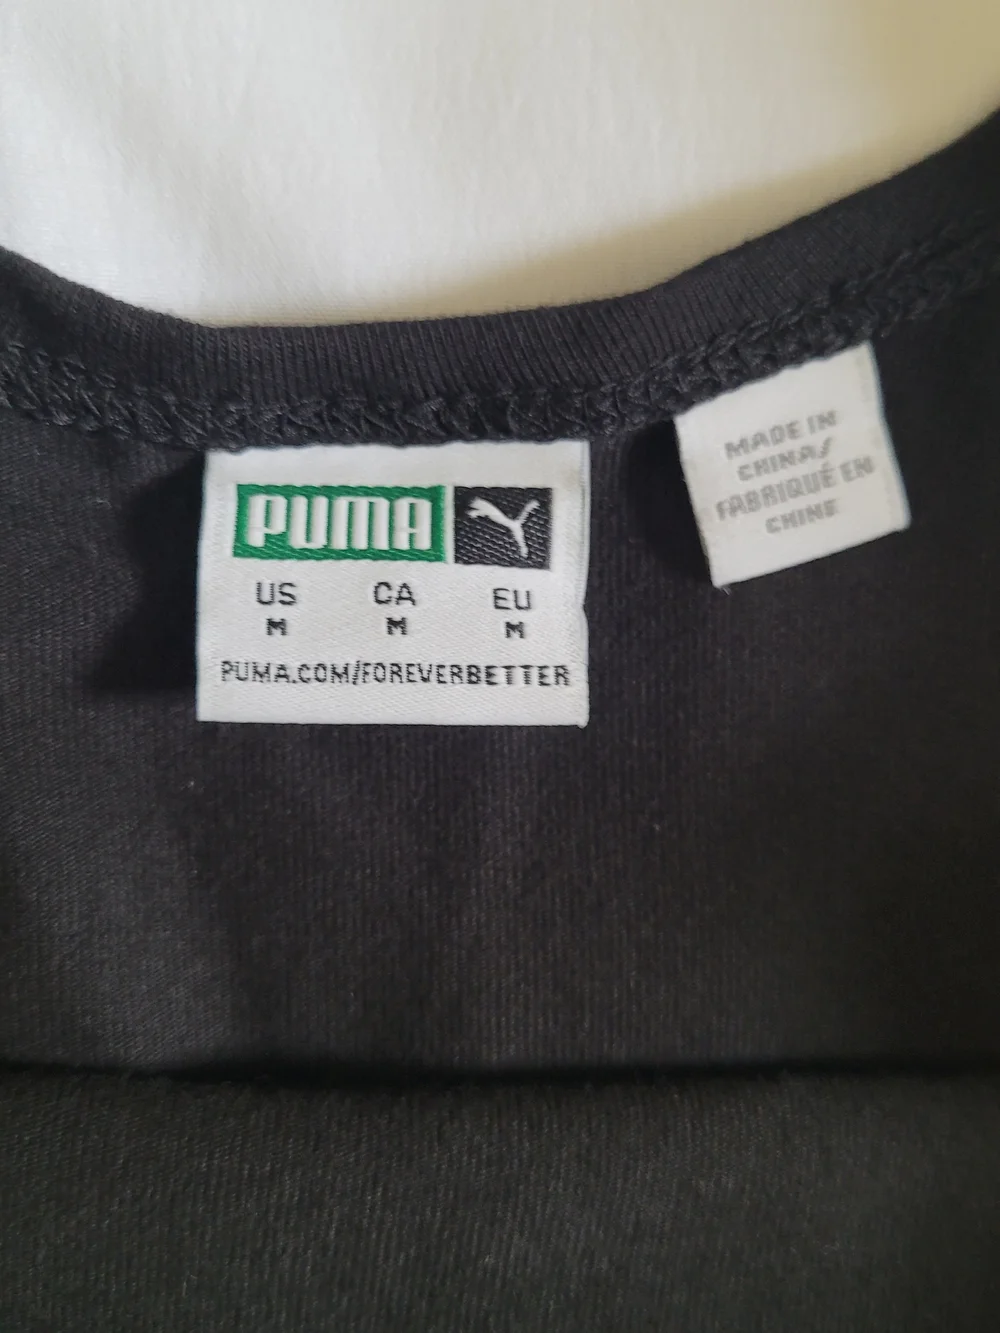 PUMA
US CA EU
M M M
PUMA.COM/FOREVERBETTER
MADE IN
CHINA/
FABRIQUÉ EN
CHINE